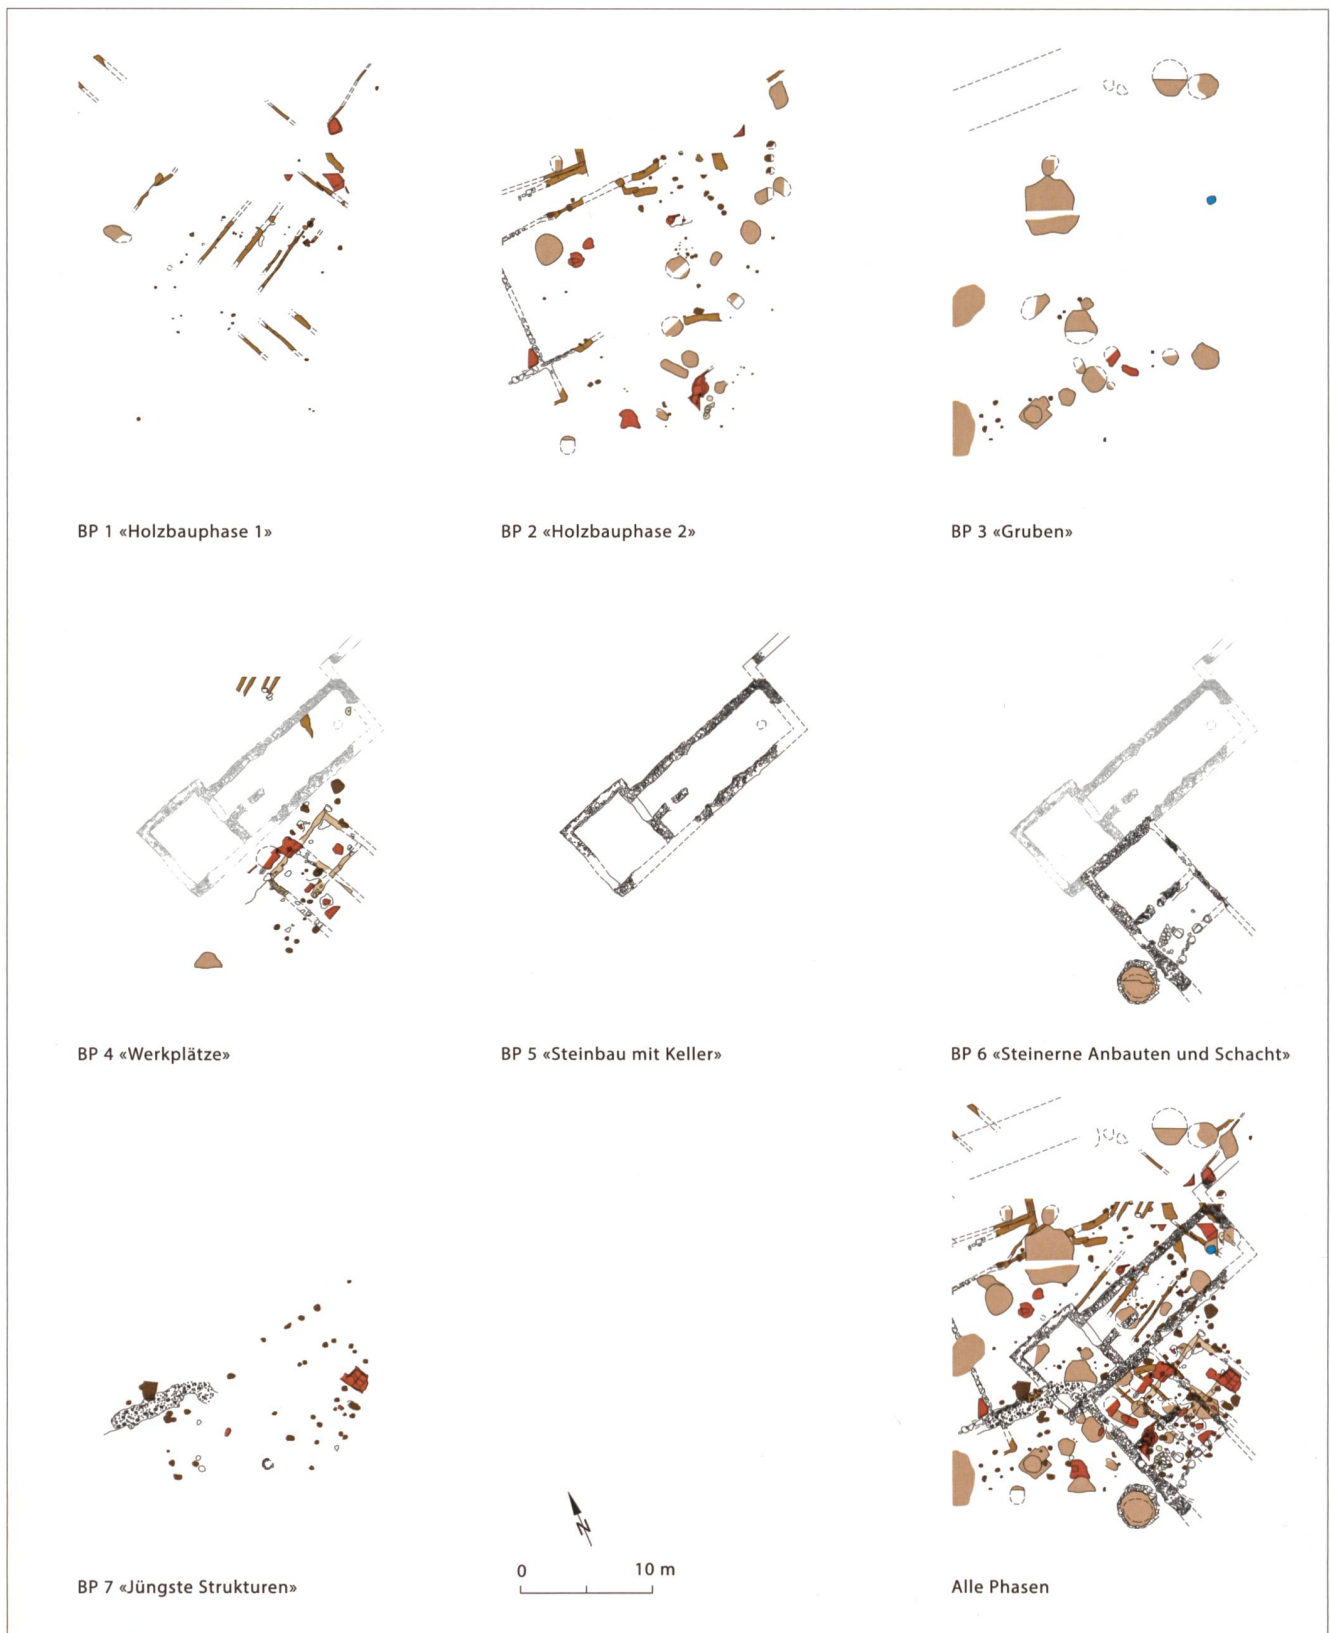 BP 1 «Holzbauphase 1»
BP 2 «Holzbauphase 2»
BP 3 «Gruben»
BP 4 «Werkplätze»
BP 5 «Steinbau mit Keller»
BP 6 «Steinerne Anbauten und Schacht»
N
0 10 m
BP 7 «Jüngste Strukturen»
Alle Phasen